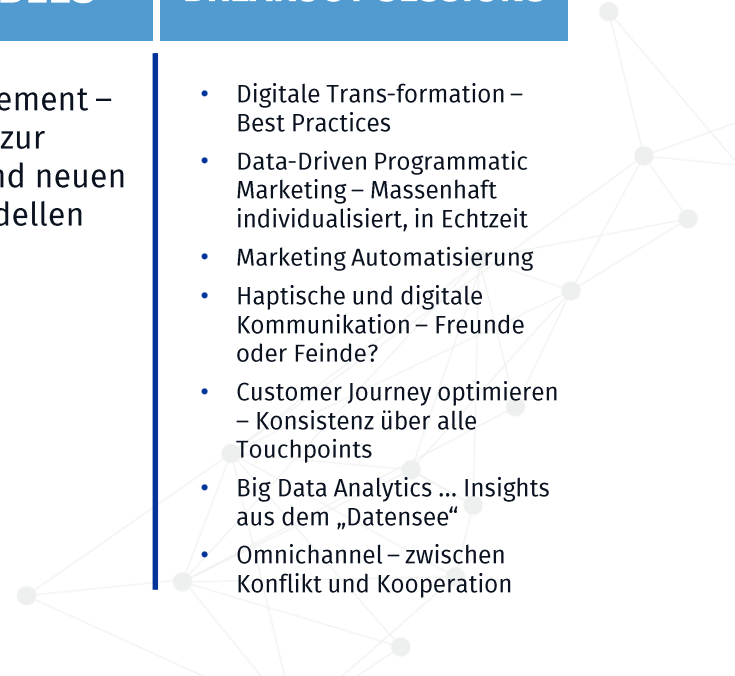 ement –
zur
nd neuen
dellen
Digitale Trans-formation –
Best Practices
Data-Driven Programmatic
Marketing – Massenhaft
individualisiert, in Echtzeit
Marketing Automatisierung
Haptische und digitale
Kommunikation – Freunde
oder Feinde?
Customer Journey optimieren
– Konsistenz über alle
Touchpoints
Big Data Analytics ... Insights
aus dem „Datensee“
Omnichannel – zwischen
Konflikt und Kooperation